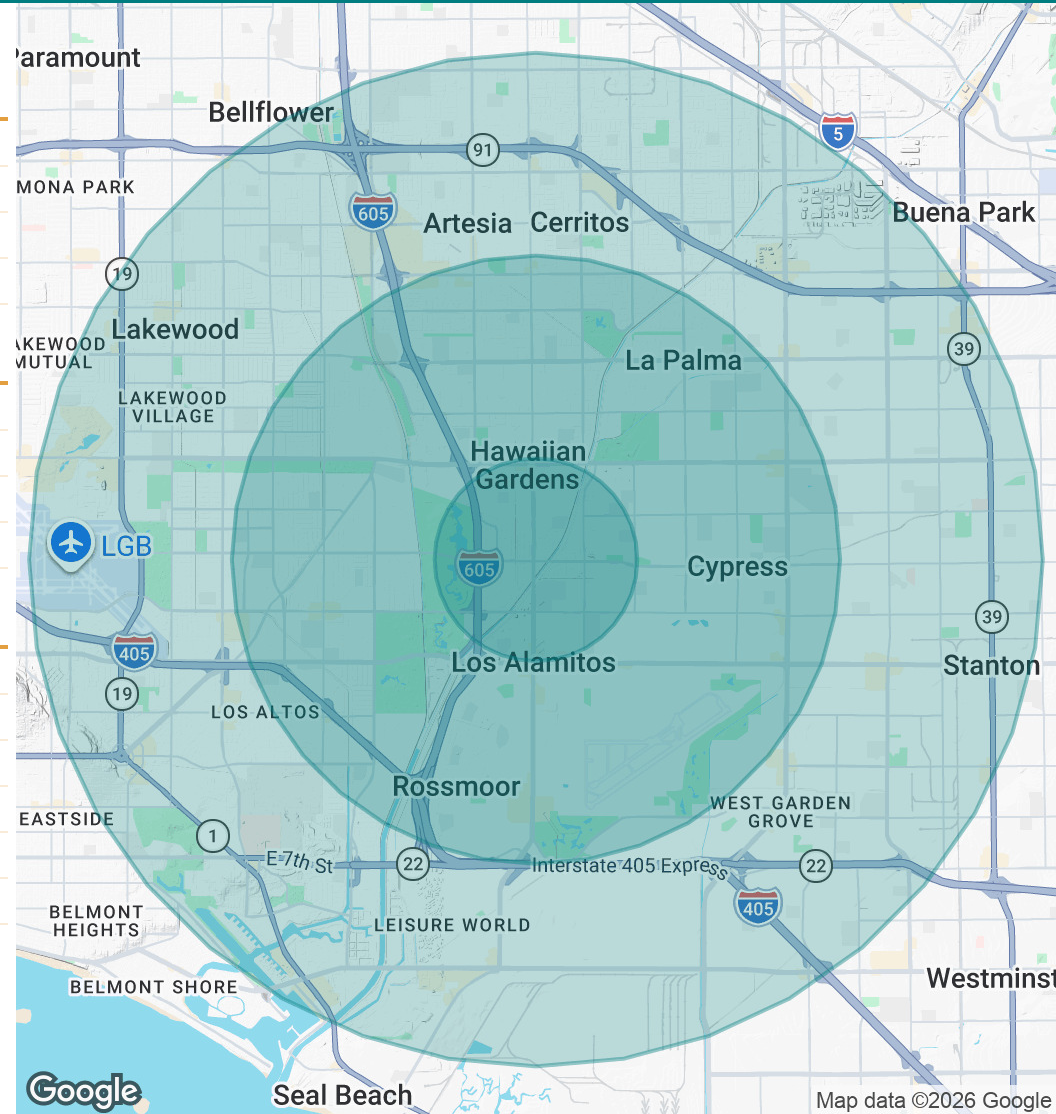 Paramount
Bellflower
5
91
MONA PARK
605
Artesia
Cerritos
Buena Park
19
Lakewood
AKEWOOD
MUTUAL
La Palma
39
LAKEWOOD
VILLAGE
Hawaiian
Gardens
LGB
605
Cypress
39
405
Los Alamitos
Stanton
19
LOS ALTOS
Rossmoor
WEST GARDEN
GROVE
EASTSIDE
1
E 7th St
22
Interstate 405 Express
22
405
BELMONT
HEIGHTS
LEISURE WORLD
Westminst
BELMONT SHORE
Google
Seal Beach
Map data ©2026 Google